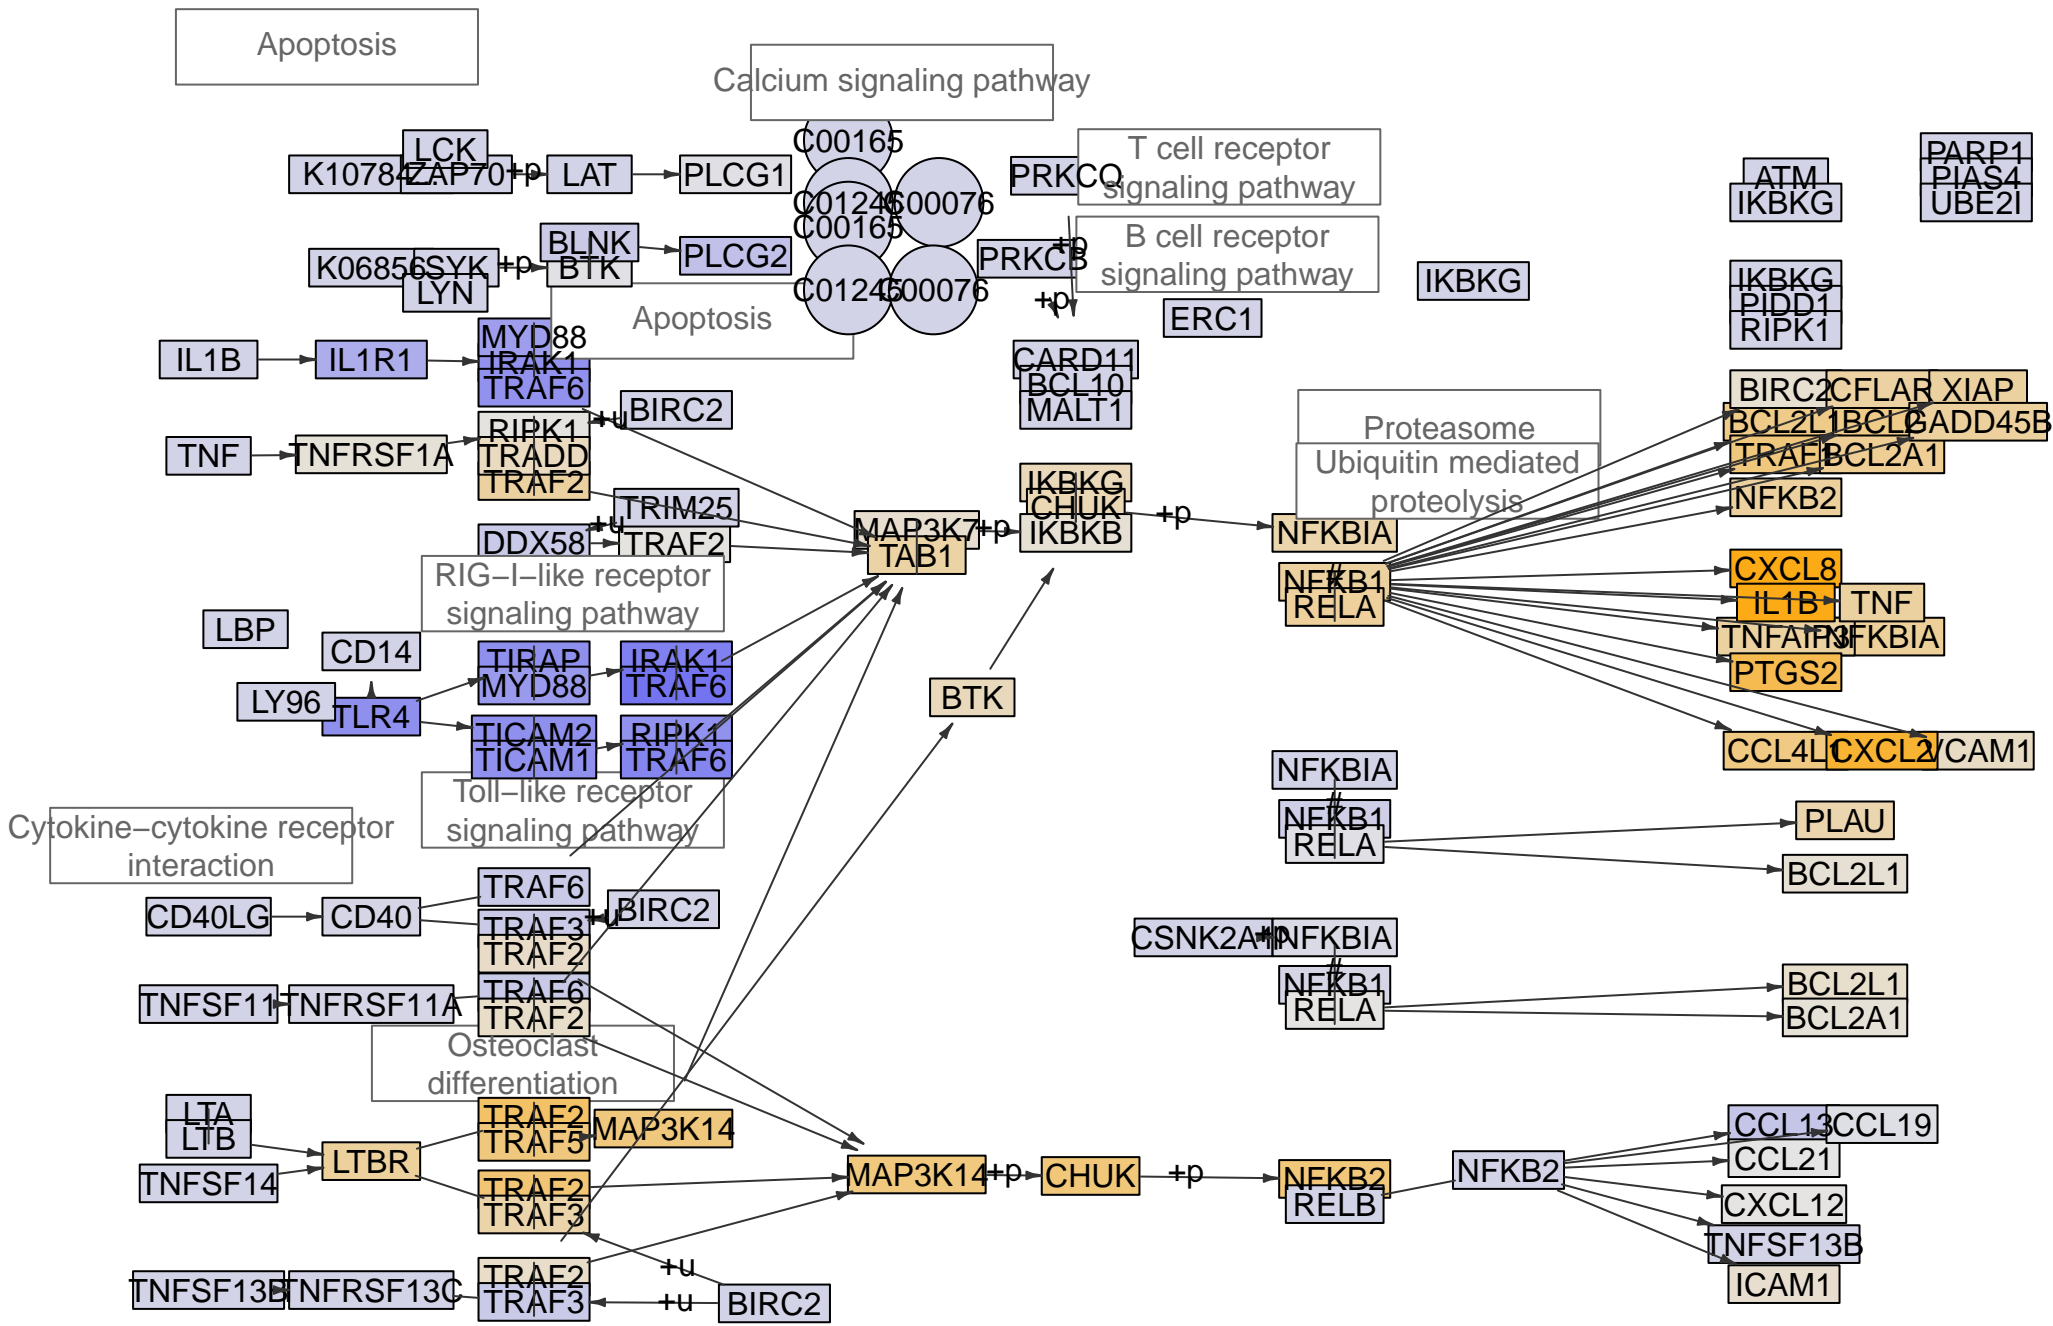 Apoptosis
Calcium signaling pathway
T cell receptor
signaling pathway
B cell receptor
signaling pathway
C00165
C01245
C00076
C00165
C01245
C00076
LCK
K10784
ZAP70
+p
LAT
PLCG1
PRKCQ
BLNK
PLCG2
K06856
SYK
+p
BTK
LYN
PRKCB
+p
+p
ERC1
IKBKG
ATM
IKBKG
PARP1
PIAS4
UBE2I
IKBKG
PIDD1
RIPK1
Apoptosis
IL1B
IL1R1
MYD88
IRAK1
TRAF6
CARD11
BCL10
MALT1
TNF
TNFRSF1A
RIPK1
TRADD
TRAF2
+u
BIRC2
Proteasome
Ubiquitin mediated
proteolysis
BIRC2
CFLAR
XIAP
BCL2L1
BCL2
GADD45B
TRAF1
BCL2A1
NFKB2
TRIM25
+u
DDX58
TRAF2
RIG−I−like receptor
signaling pathway
MAP3K7
TAB1
+p
IKBKG
CHUK
IKBKB
+p
NFKBIA
NFKB1
RELA
CXCL8
IL1B
TNF
TNFAIP3
NFKBIA
PTGS2
CCL4L1
CXCL2
VCAM1
LBP
CD14
LY96
TLR4
TIRAP
MYD88
IRAK1
TRAF6
TICAM2
TICAM1
RIPK1
TRAF6
BTK
Toll−like receptor
signaling pathway
Cytokine−cytokine receptor
interaction
NFKBIA
NFKB1
RELA
PLAU
BCL2L1
CD40LG
CD40
TRAF6
TRAF3
TRAF2
+u
BIRC2
CSNK2A1
+p
NFKBIA
NFKB1
RELA
BCL2L1
BCL2A1
TNFSF11
TNFRSF11A
TRAF6
TRAF2
Osteoclast
differentiation
LTA
LTB
TNFSF14
LTBR
TRAF2
TRAF5
MAP3K14
TRAF2
TRAF3
MAP3K14
+p
CHUK
+p
NFKB2
RELB
NFKB2
CCL13
CCL19
CCL21
CXCL12
TNFSF13B
ICAM1
TNFSF13B
TNFRSF13C
TRAF2
TRAF3
+u
+u
BIRC2